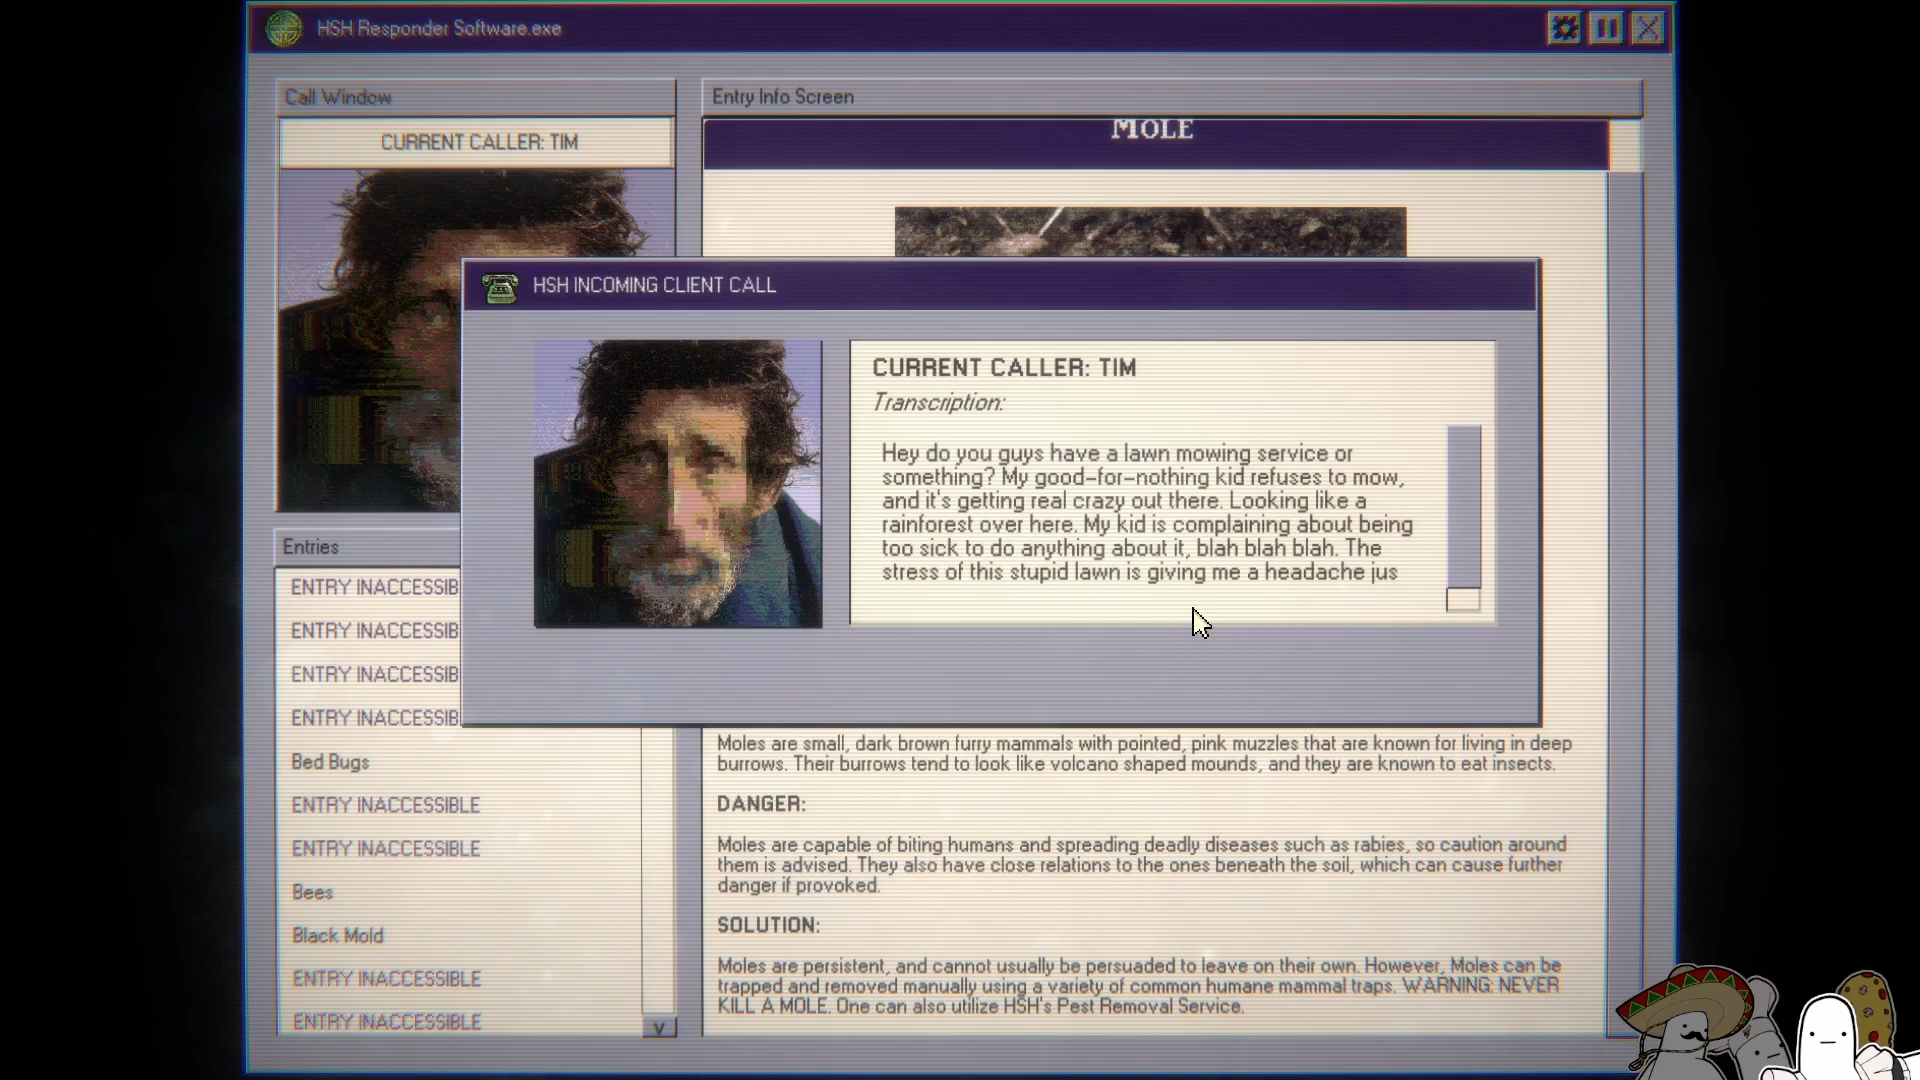 HSH Responder Software.exe
Call Window
CURRENT CALLER: TIM
Entry Info Screen
MOLE
HSH INCOMING CLIENT CALL
CURRENT CALLER: TIM
Transcription:
Hey do you guys have a lawn mowing service or
something? My good-for-nothing kid refuses to mow,
and it's getting real crazy out there. Looking like a
rainforest over here. My kid is complaining about being
too sick to do anything about it, blah blah blah. The
stress of this stupid lawn is giving me a headache jus
Entries
ENTRY INACCESSIB
ENTRY INACCESSIB
ENTRY INACCESSIB
ENTRY INACCESSIB
Bed Bugs
ENTRY INACCESSIBLE
ENTRY INACCESSIBLE
Bees
Black Mold
ENTRY INACCESSIBLE
ENTRY INACCESSIBLE
V
Moles are small, dark brown furry mammals with pointed, pink muzzles that are known for living in deep
burrows. Their burrows tend to look like volcano shaped mounds, and they are known to eat insects.
DANGER:
Moles are capable of biting humans and spreading deadly diseases such as rabies, so caution around
them is advised. They also have close relations to the ones beneath the soil, which can cause further
danger if provoked.
SOLUTION:
Moles are persistent, and cannot usually be persuaded to leave on their own. However, Moles can be
trapped and removed manually using a variety of common humane mammal traps. WARNING: NEVER
KILL A MOLE. One can also utilize HSH's Pest Removal Service.